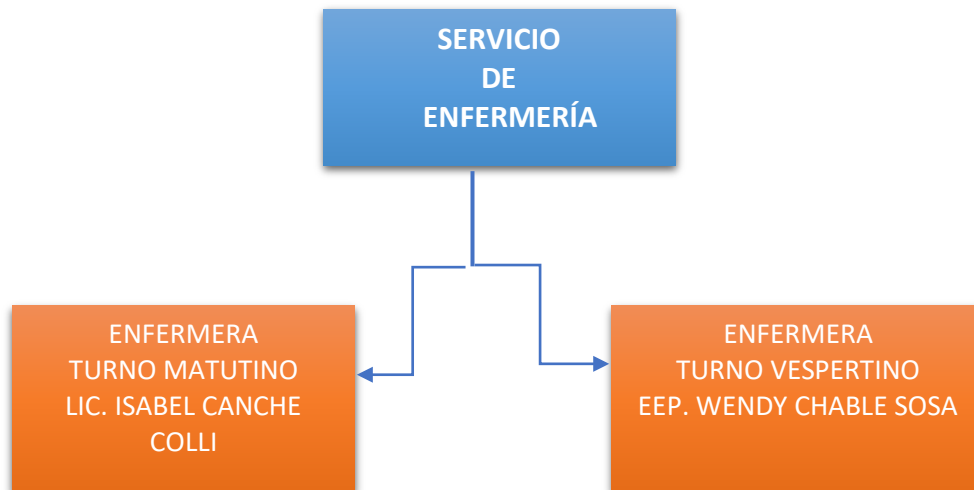 SERVICIO
DE
ENFERMERÍA
ENFERMERA
TURNO MATUTINO
LIC. ISABEL CANCHE
COLLI
ENFERMERA
TURNO VESPERTINO
EEP. WENDY CHABLE SOSA